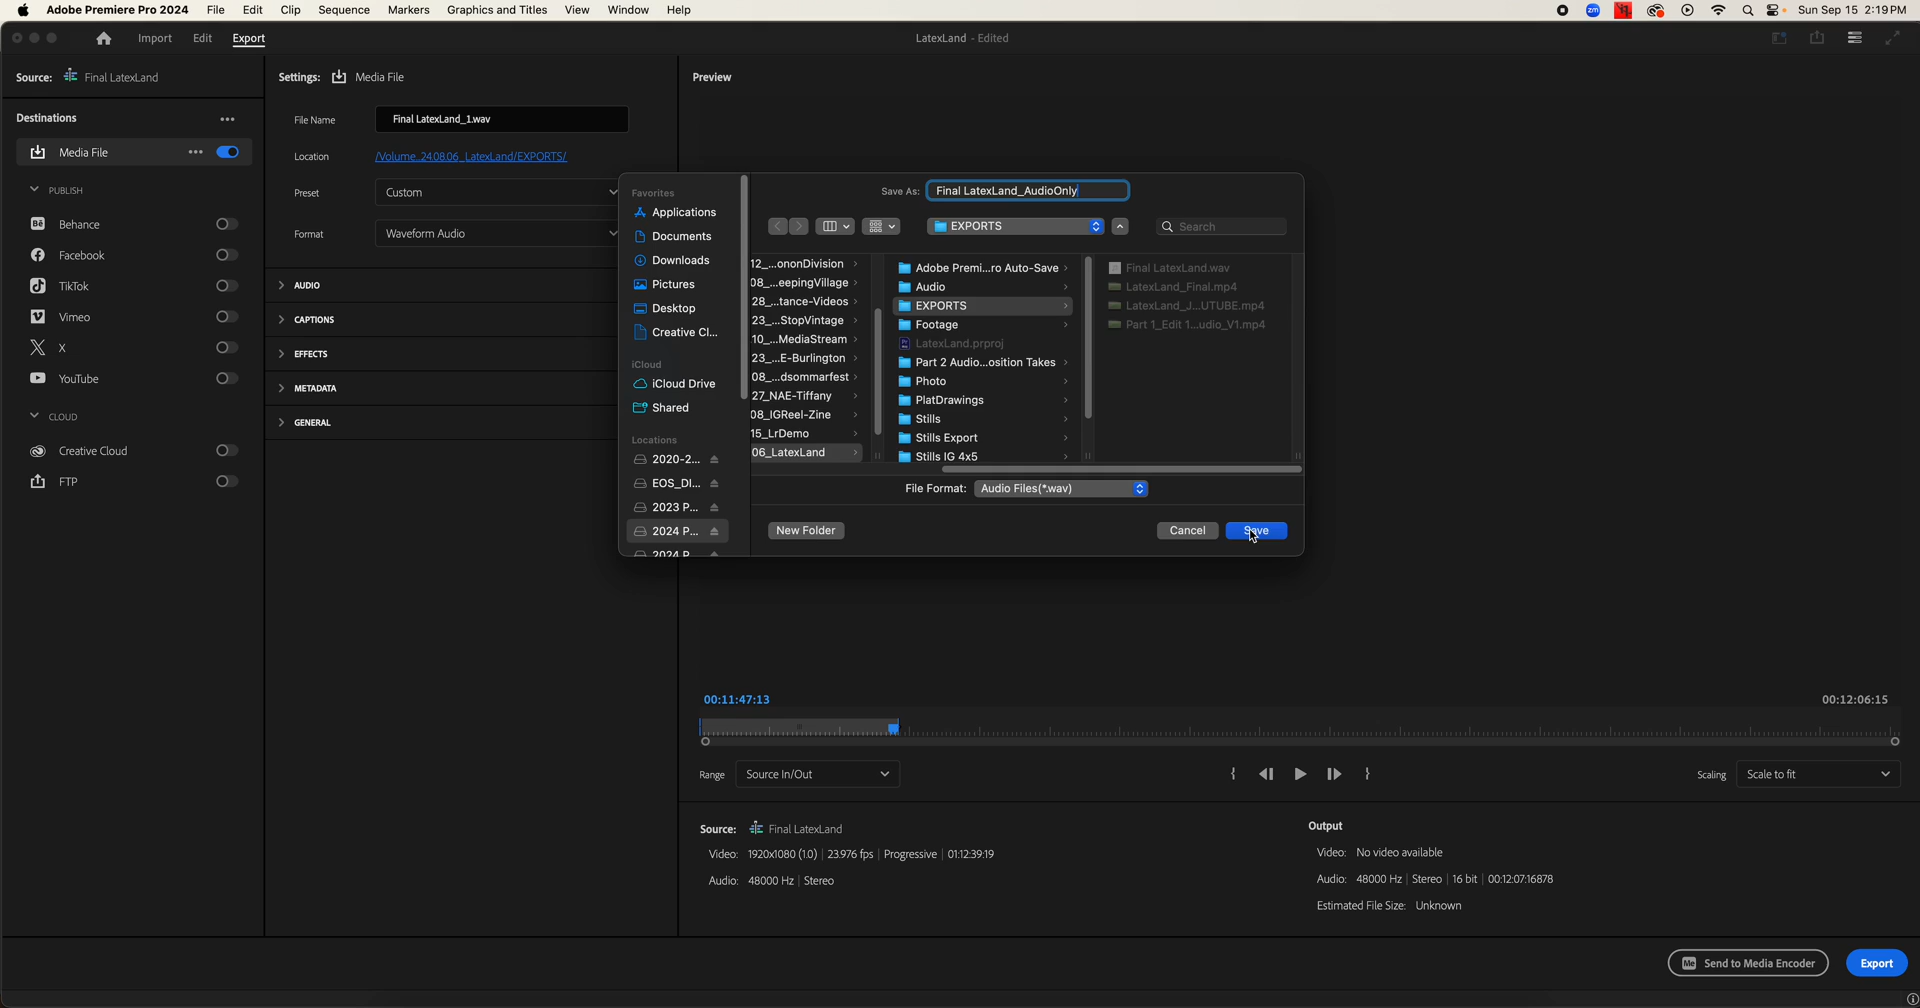 Adobe Premiere Pro 2024 File Edit Clip Sequence Markers Graphics and Titles View Window Help zm Sun Sep 15 2:19 PM
Import Edit Export LatexLand - Edited
Source: Final LatexLand
Settings: Media File
Preview
Destinations
Media File
PUBLISH
Behance
Facebook
TikTok
Vimeo
X
YouTube
CLOUD
Creative Cloud
FTP
File Name Final LatexLand_1.wav
Location /Volume...24.08.06_LatexLand/EXPORTS/
Preset Custom
Format Waveform Audio
AUDIO
CAPTIONS
EFFECTS
METADATA
GENERAL
Favorites
Applications
Documents
Downloads
Pictures
Desktop
Creative Cl...
iCloud
iCloud Drive
Shared
Locations
2020-2...
EOS_DI...
2023 P...
2024 P...
2024 P
Save As: Final LatexLand_AudioOnly
EXPORTS
Search
12_...ononDivision
08_...eepingVillage
28_...tance-Videos
23_...StopVintage
10_...MediaStream
23_...E-Burlington
08_...dsommarfest
27_NAE-Tiffany
08_IGReel-Zine
15_LrDemo
06_LatexLand
Adobe Premi...ro Auto-Save
Audio
EXPORTS
Footage
LatexLand.prproj
Part 2 Audio...osition Takes
Photo
PlatDrawings
Stills
Stills Export
Stills IG 4x5
Final LatexLand.wav
LatexLand_Final.mp4
LatexLand_J...UTUBE.mp4
Part 1_Edit 1...udio_V1.mp4
File Format: Audio Files(*.wav)
New Folder Cancel Save
00:11:47:13 00:12:06:15
Range Source In/Out Scaling Scale to fit
Source: Final LatexLand
Video: 1920x1080 (1.0) | 23.976 fps | Progressive | 01:12:39:19
Audio: 48000 Hz | Stereo
Output
Video: No video available
Audio: 48000 Hz | Stereo | 16 bit | 00:12:07:16878
Estimated File Size: Unknown
Me Send to Media Encoder Export